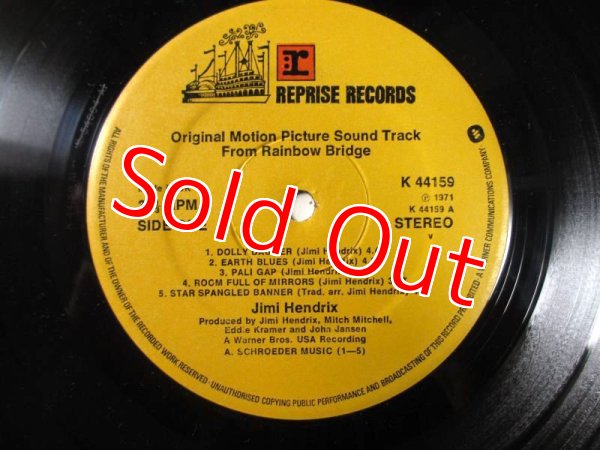 r
REPRISE RECORDS
Original Motion Picture Sound Track
From Rainbow Bridge
K 44159
℗ 1971
K 44159 A
STEREO
SIDE
1. DOLLY (Jimi Hendrix)
2. EARTH BLUES (Jimi Hendrix)
3. PALI GAP (Jimi
4. ROOM FULL OF MIRRORS (Jimi Hendrix)
5. STAR SPANGLED BANNER (Trad. arr. Jimi Hendrix)
Jimi Hendrix
Produced by Jimi Hendrix, Mitch Mitchell,
Eddie Kramer and John Jansen
A Warner Bros. USA Recording
A. SCHROEDER MUSIC (1—5)
ALL RIGHTS OF THE MANUFACTURER AND OF THE OWNER OF THE RECORDED WORK RESERVED · UNAUTHORISED COPYING PUBLIC PERFORMANCE AND BROADCASTING OF THIS RECORD PROHIBITED · COMMUNICATIONS COMPANY
Sold Out